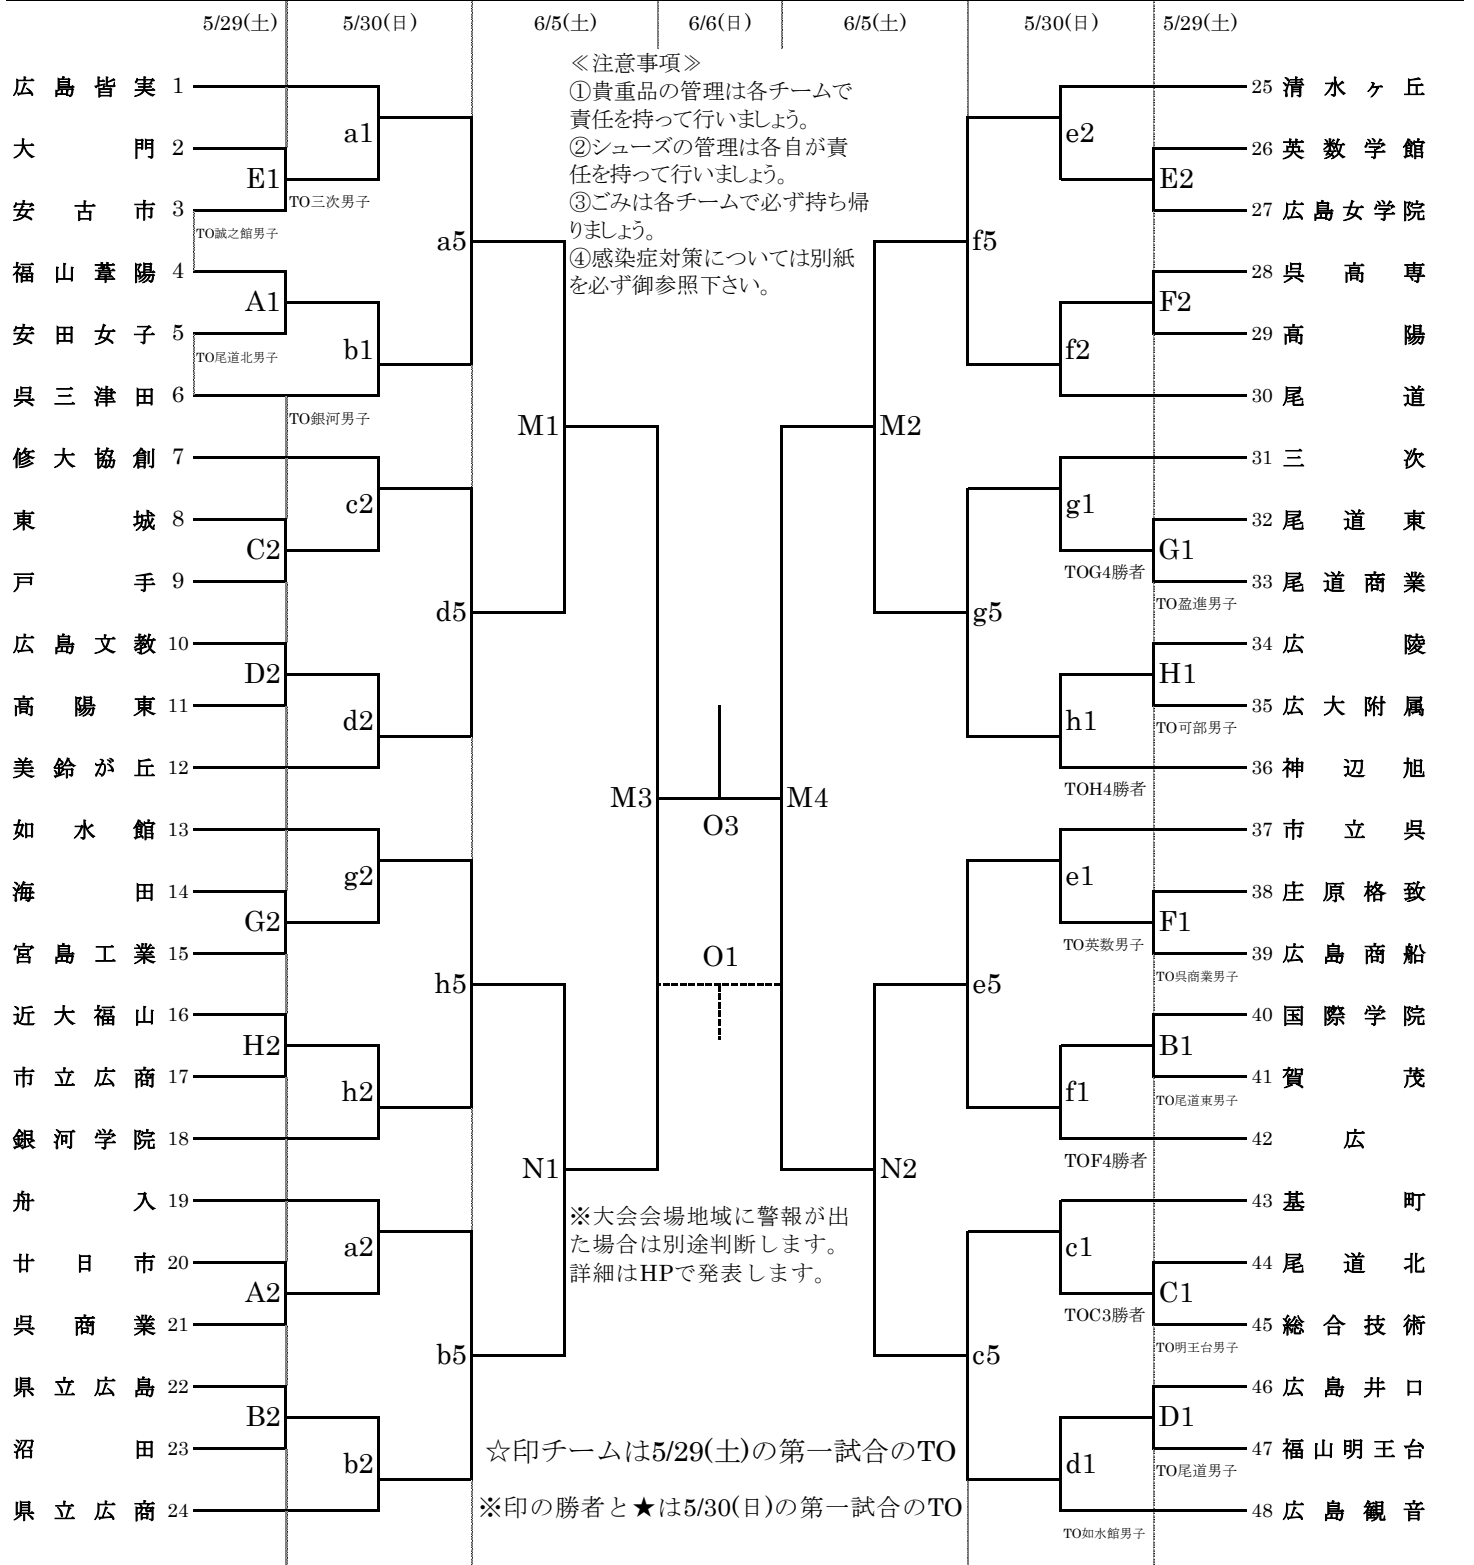 5/29(土) 5/30(日) 6/5(土) 6/6(日) 6/5(土) 5/30(日) 5/29(土)
≪注意事項≫
①貴重品の管理は各チームで
責任を持って行いましょう。
②シューズの管理は各自が責
任を持って行いましょう。
③ごみは各チームで必ず持ち帰
りましょう。
④感染症対策については別紙
を必ず御参照下さい。
広島皆実 1
a1
大門 2
E1
TO三次男子
安古市 3
TO誠之館男子
a5
福山葦陽 4
A1
安田女子 5
TO尾道北男子
b1
呉三津田 6
TO銀河男子
M1
修大協創 7
c2
東城 8
C2
戸手 9
d5
広島文教 10
D2
高陽東 11
d2
美鈴が丘 12
M3
如水館 13
g2
海田 14
G2
宮島工業 15
h5
近大福山 16
H2
市立広商 17
h2
銀河学院 18
N1
舟入 19
a2
廿日市 20
A2
呉商業 21
b5
県立広島 22
B2
沼田 23
b2
県立広商 24
O3
O1
※大会会場地域に警報が出
た場合は別途判断します。
詳細はHPで発表します。
☆印チームは5/29(土)の第一試合のTO
※印の勝者と★は5/30(日)の第一試合のTO
25 清水ヶ丘
e2
26 英数学館
E2
27 広島女学院
f5
28 呉高専
F2
29 高陽
f2
30 尾道
M2
31 三次
g1
32 尾道東
G1
TOG4勝者
33 尾道商業
TO盈進男子
g5
34 広陵
H1
35 広大附属
TO可部男子
h1
36 神辺旭
TOH4勝者
M4
37 市立呉
e1
38 庄原格致
F1
TO英数男子
39 広島商船
TO呉商業男子
e5
40 国際学院
B1
41 賀茂
TO尾道東男子
f1
42 広
TOF4勝者
N2
43 基町
c1
44 尾道北
C1
TOC3勝者
45 総合技術
TO明王台男子
c5
46 広島井口
D1
47 福山明王台
TO尾道男子
d1
48 広島観音
TO如水館男子